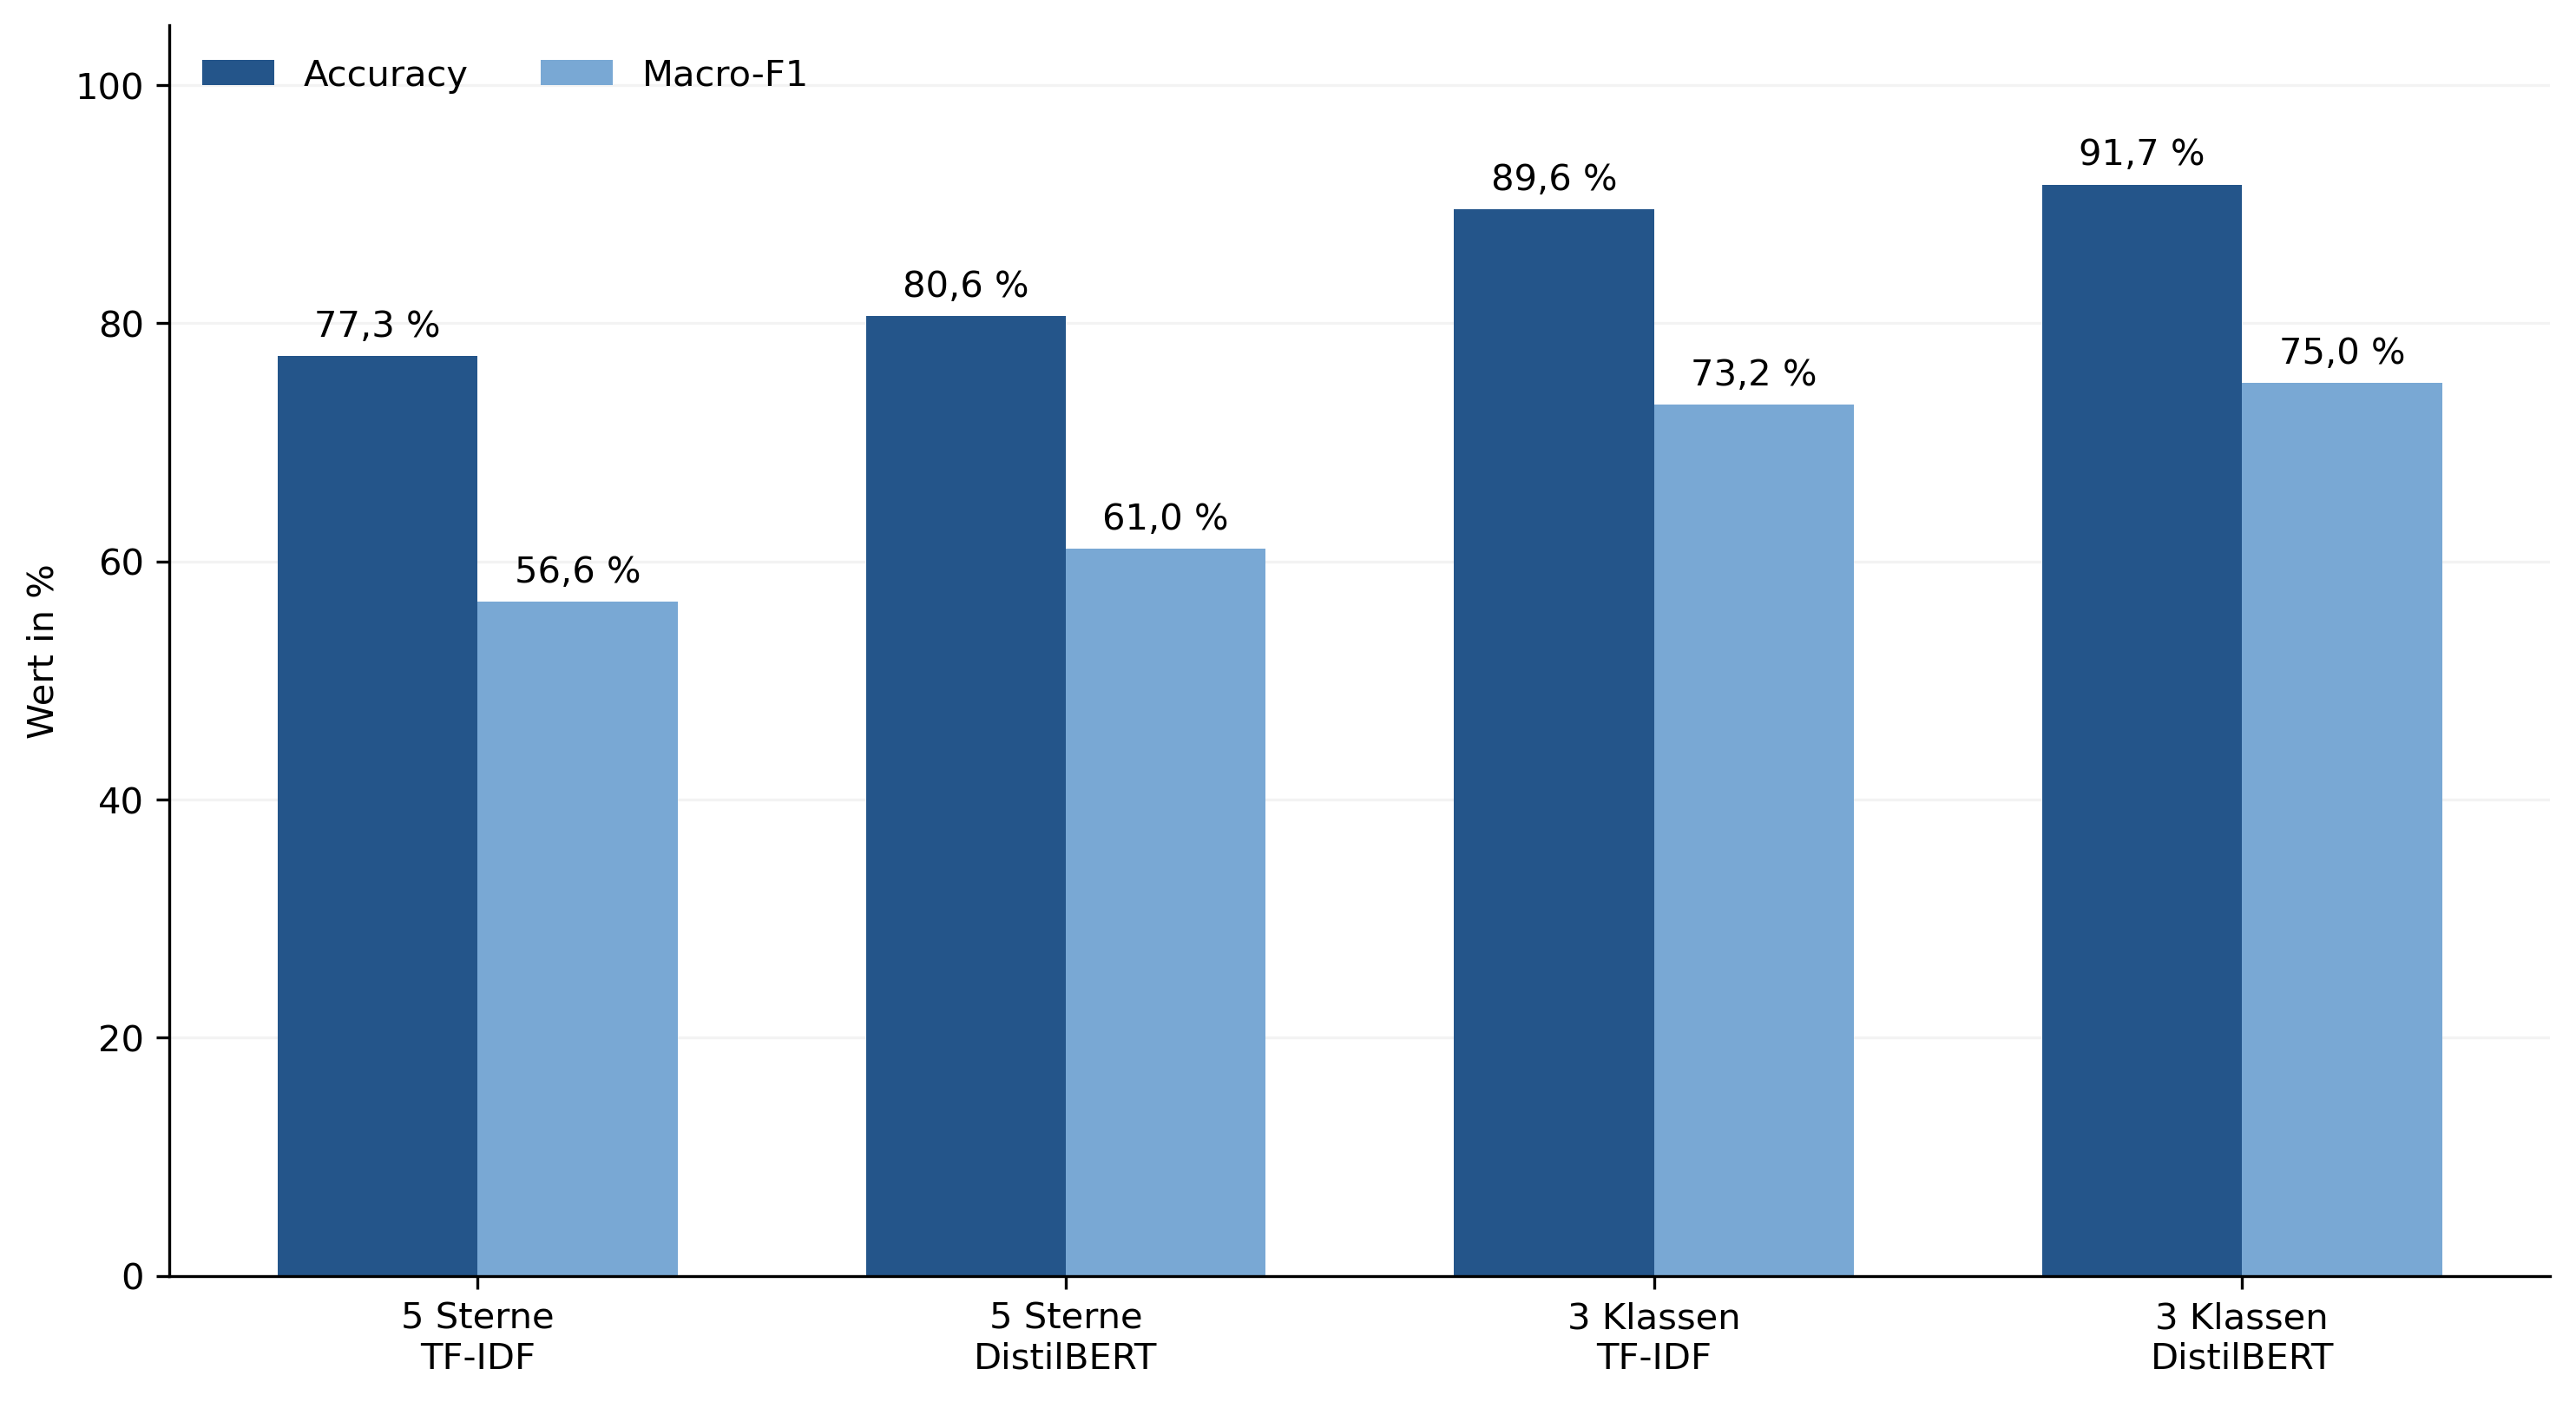 Accuracy Macro-F1
100
80
60
40
20
0
Wert in %
77,3 %
56,6 %
80,6 %
61,0 %
89,6 %
73,2 %
91,7 %
75,0 %
5 Sterne
TF-IDF
5 Sterne
DistilBERT
3 Klassen
TF-IDF
3 Klassen
DistilBERT